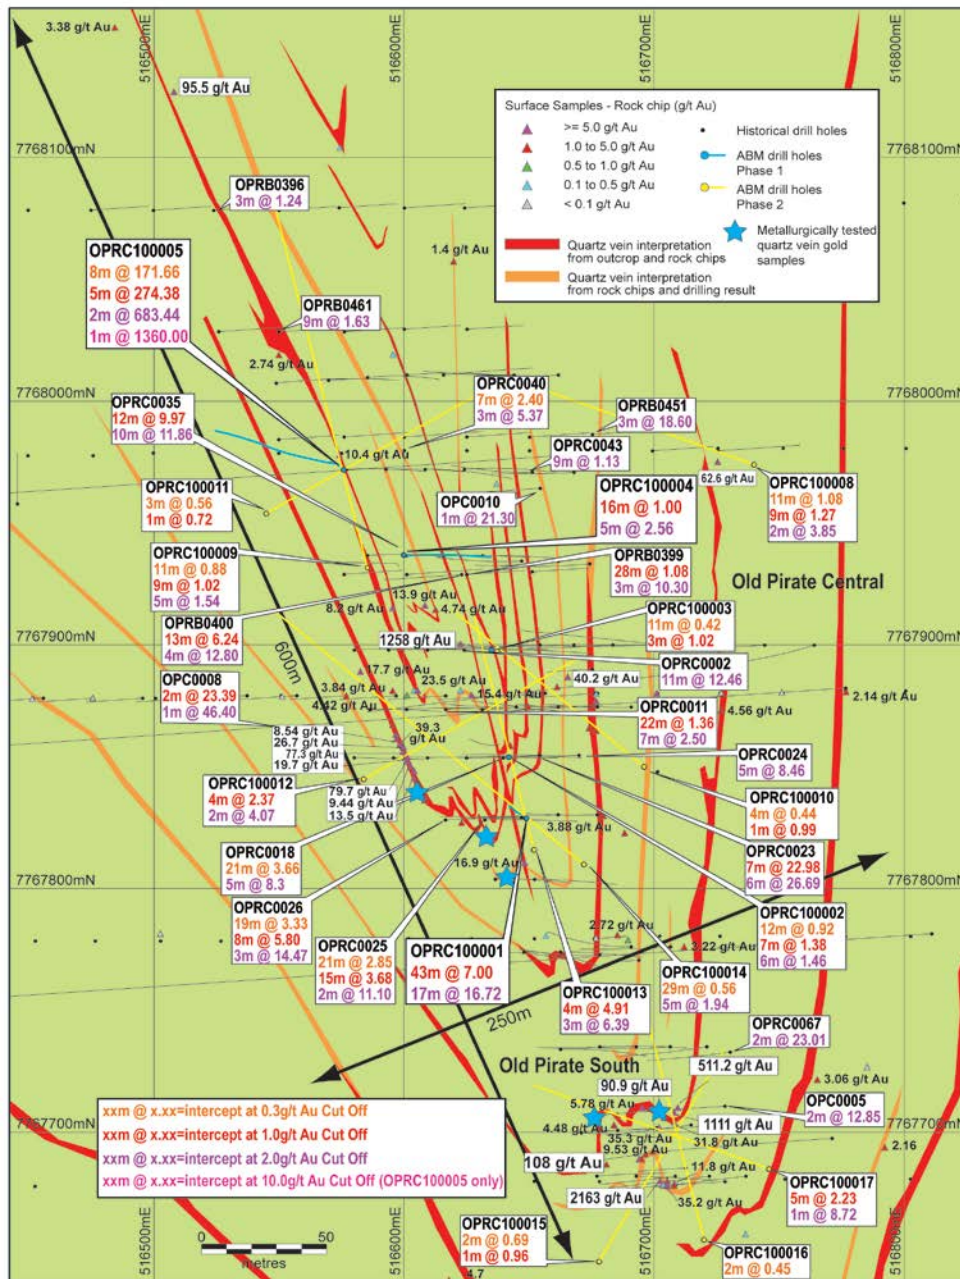 516500mE
516600mE
516700mE
516800mE
3.38 g/t Au
95.5 g/t Au
Surface Samples - Rock chip (g/t Au)
>= 5.0 g/t Au
1.0 to 5.0 g/t Au
0.5 to 1.0 g/t Au
0.1 to 0.5 g/t Au
< 0.1 g/t Au
Historical drill holes
ABM drill holes
Phase 1
ABM drill holes
Phase 2
Metallurgically tested
quartz vein gold
samples
Quartz vein interpretation
from outcrop and rock chips
Quartz vein interpretation
from rock chips and drilling result
7768100mN
7768100mN
OPRB0396
3m @ 1.24
OPRC100005
8m @ 171.66
5m @ 274.38
2m @ 683.44
1m @ 1360.00
1.4 g/t Au
OPRB0461
9m @ 1.63
2.74 g/t Au
7768000mN
7768000mN
OPRC0040
7m @ 2.40
3m @ 5.37
OPRC0035
12m @ 9.97
10m @ 11.86
OPRB0451
3m @ 18.60
OPRC0043
9m @ 1.13
10.4 g/t Au
62.6 g/t Au
OPRC100008
11m @ 1.08
9m @ 1.27
2m @ 3.85
OPRC100011
3m @ 0.56
1m @ 0.72
OPC0010
1m @ 21.30
OPRC100004
16m @ 1.00
5m @ 2.56
OPRC100009
11m @ 0.88
9m @ 1.02
5m @ 1.54
OPRB0399
28m @ 1.08
3m @ 10.30
Old Pirate Central
13.9 g/t Au
8.2 g/t Au
4.74 g/t Au
OPRC100003
11m @ 0.42
3m @ 1.02
OPRB0400
13m @ 6.24
4m @ 12.80
7767900mN
7767900mN
1258 g/t Au
600m
OPRC0002
11m @ 12.46
OPC0008
2m @ 23.39
1m @ 46.40
17.7 g/t Au
3.84 g/t Au
23.5 g/t Au
40.2 g/t Au
15.4 g/t Au
4.42 g/t Au
2.14 g/t Au
4.56 g/t Au
OPRC0011
22m @ 1.36
7m @ 2.50
39.3
g/t Au
8.54 g/t Au
26.7 g/t Au
77.3 g/t Au
19.7 g/t Au
OPRC0024
5m @ 8.46
OPRC100012
4m @ 2.37
2m @ 4.07
79.7 g/t Au
9.44 g/t Au
13.5 g/t Au
OPRC100010
4m @ 0.44
1m @ 0.99
3.88 g/t Au
OPRC0018
21m @ 3.66
5m @ 8.3
OPRC0023
7m @ 22.98
6m @ 26.69
16.9 g/t Au
7767800mN
7767800mN
OPRC0026
19m @ 3.33
8m @ 5.80
3m @ 14.47
OPRC100002
12m @ 0.92
7m @ 1.38
6m @ 1.46
2.72 g/t Au
3.22 g/t Au
OPRC0025
21m @ 2.85
15m @ 3.68
2m @ 11.10
OPRC100001
43m @ 7.00
17m @ 16.72
OPRC100014
29m @ 0.56
5m @ 1.94
OPRC100013
4m @ 4.91
3m @ 6.39
250m
OPRC0067
2m @ 23.01
Old Pirate South
511.2 g/t Au
90.9 g/t Au
3.06 g/t Au
xxm @ x.xx=intercept at 0.3g/t Au Cut Off
xxm @ x.xx=intercept at 1.0g/t Au Cut Off
xxm @ x.xx=intercept at 2.0g/t Au Cut Off
xxm @ x.xx=intercept at 10.0g/t Au Cut Off (OPRC100005 only)
5.78 g/t Au
OPC0005
2m @ 12.85
1111 g/t Au
4.48 g/t Au
7767700mN
35.3 g/t Au
31.8 g/t Au
9.53 g/t Au
2.16
108 g/t Au
11.8 g/t Au
2163 g/t Au
35.2 g/t Au
OPRC100017
5m @ 2.23
1m @ 8.72
OPRC100015
2m @ 0.69
1m @ 0.96
OPRC100016
2m @ 0.45
4.7
0
50
metres
516500mE
516600mE
516700mE
516800mE